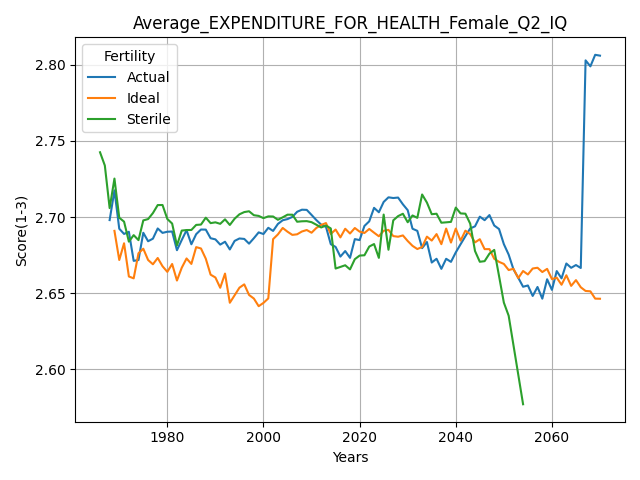 Average_EXPENDITURE_FOR_HEALTH_Female_Q2_IQ
Fertility
Actual
Ideal
Sterile
Score(1-3)
2.80
2.75
2.70
2.65
2.60
1980
2000
2020
2040
2060
Years